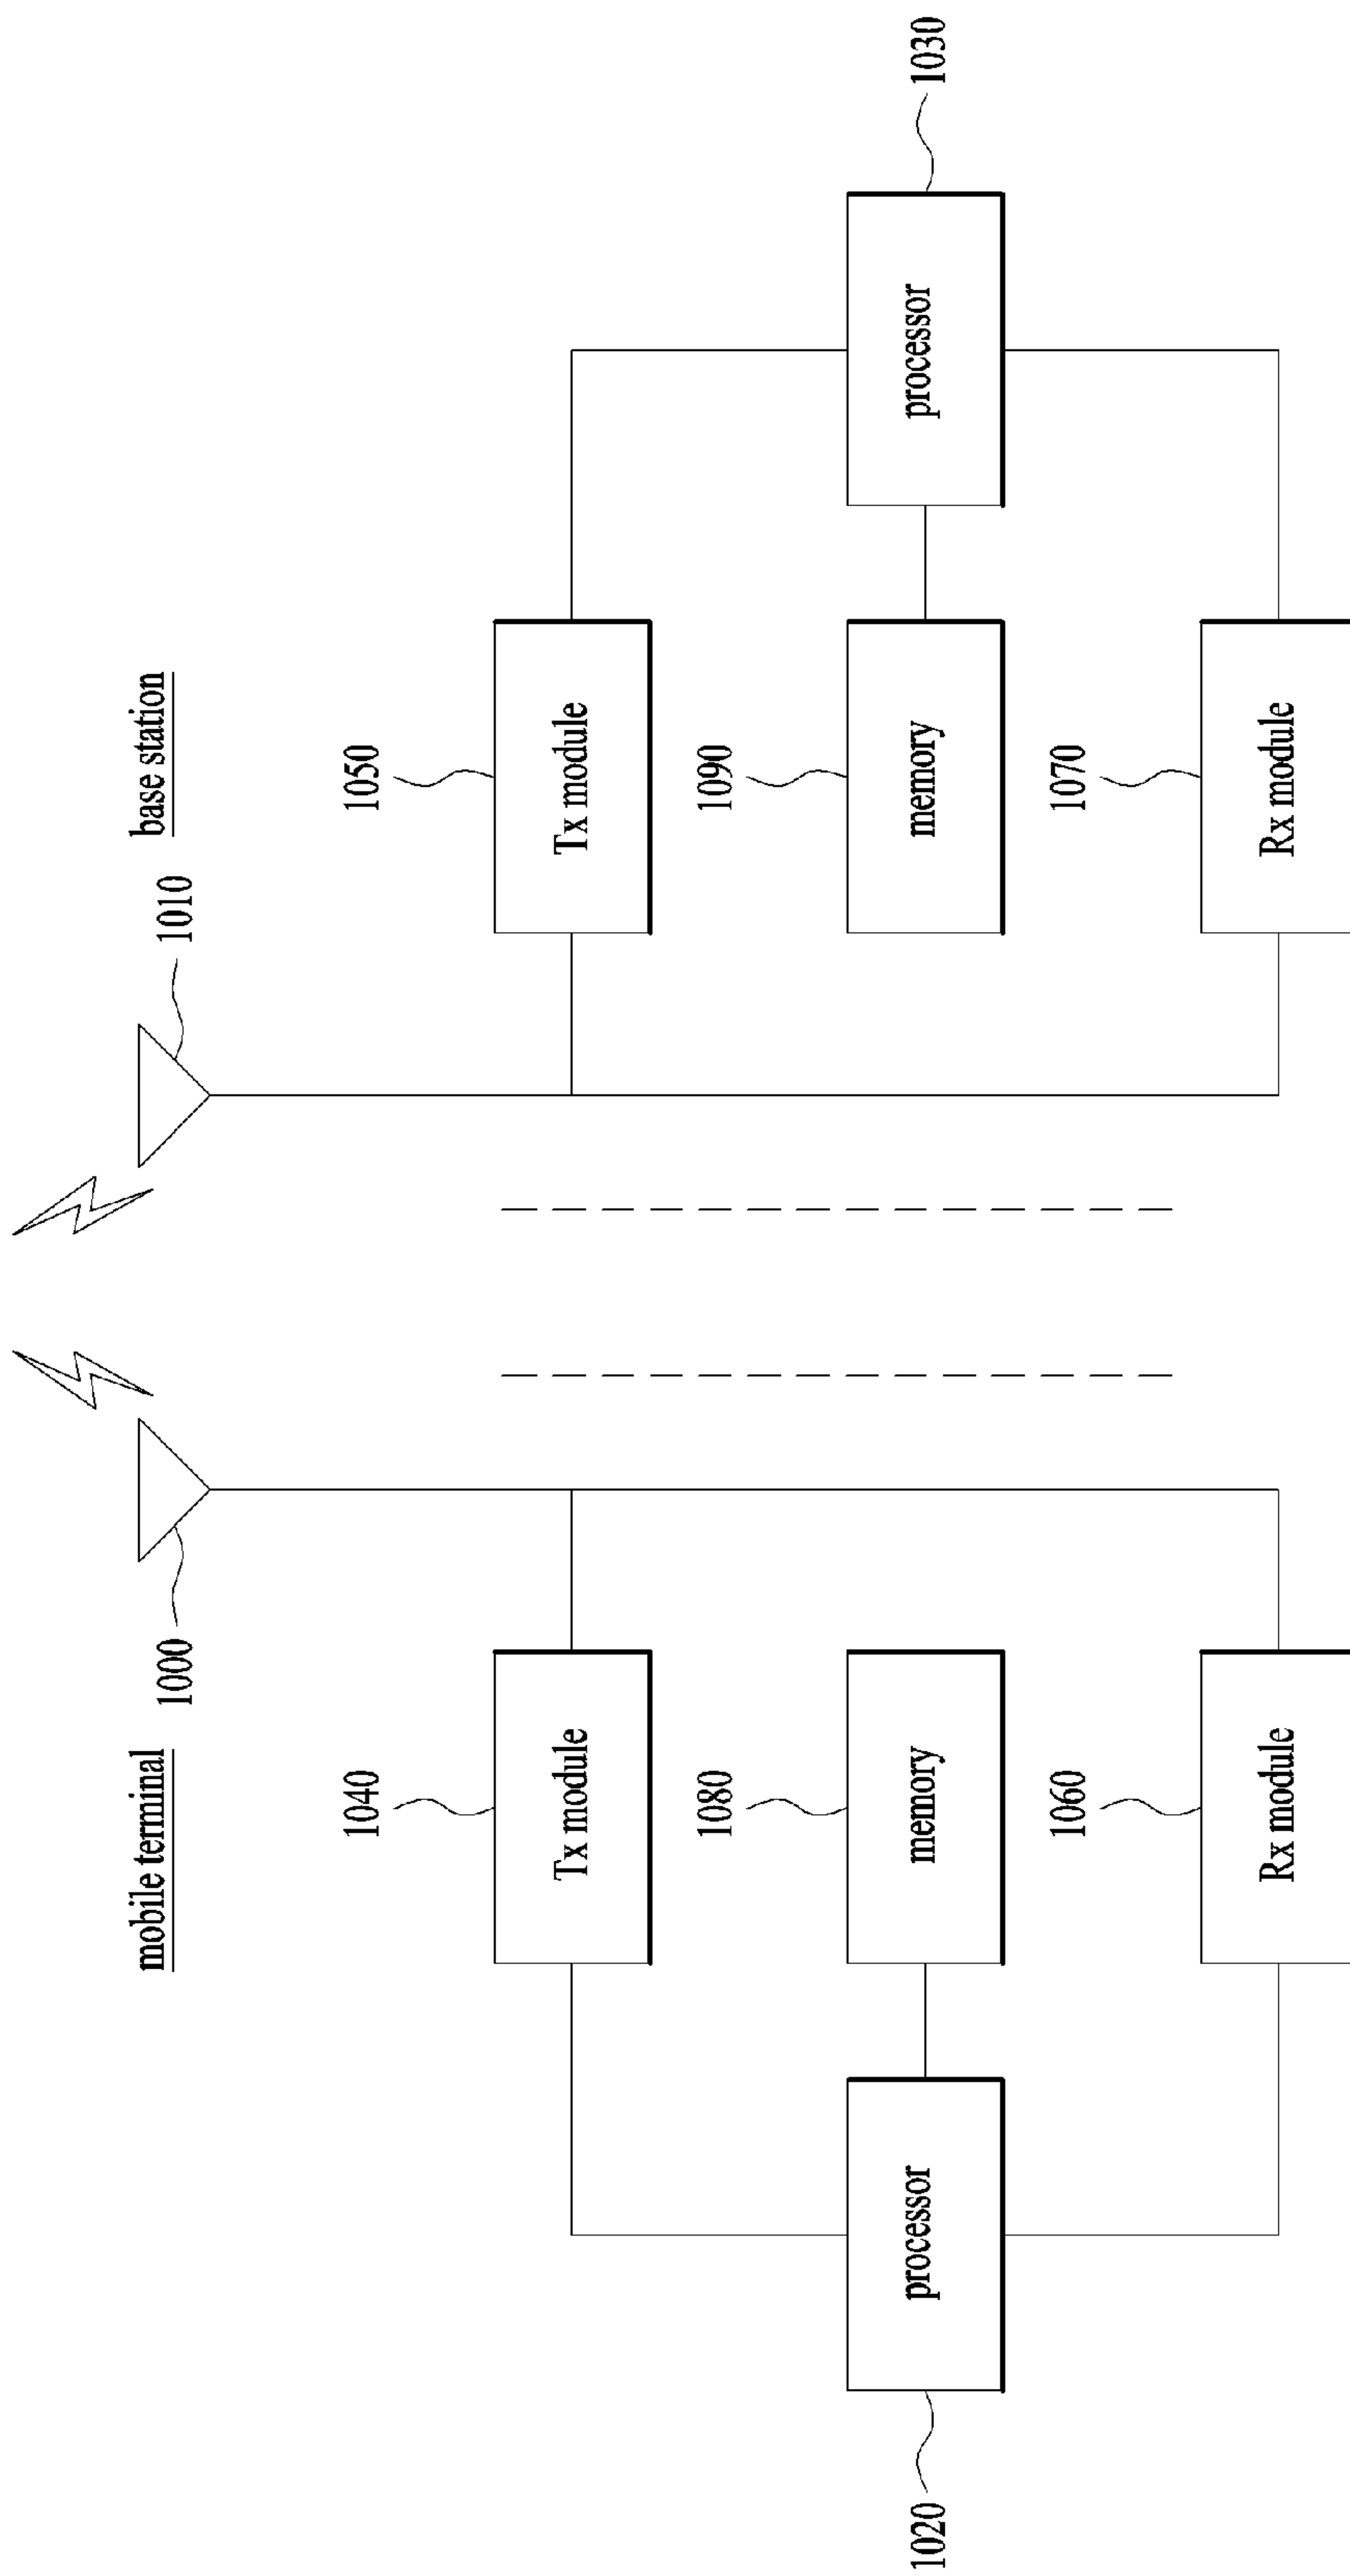 mobile terminal
base station
1000
1010
1040
Tx module
1050
Tx module
1020
processor
1080
memory
1090
memory
processor
1030
1060
Rx module
1070
Rx module